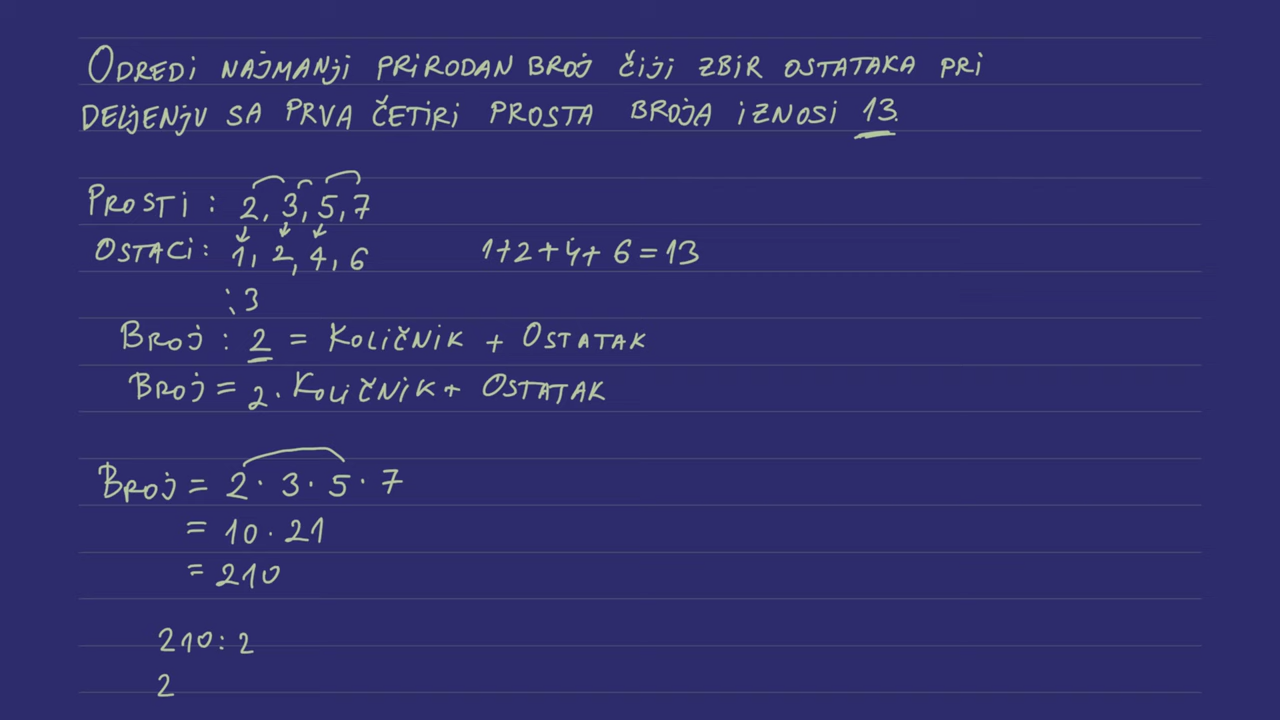 ODREDI NAJMANJI PRIRODAN BROJ ČIJI ZBIR OSTATAKA PRI
DELJENJU SA PRVA ČETIRI PROSTA BROJA IZNOSI 13.
PROSTI : 2, 3, 5, 7
OSTACI : 1, 2, 4, 6 1+2+4+6=13
:3
BROJ : 2 = KOLIČNIK + OSTATAK
BROJ = 2. KOLIČNIK + OSTATAK
BROJ = 2 · 3 · 5 · 7
= 10 · 21
= 210
210 : 2
2